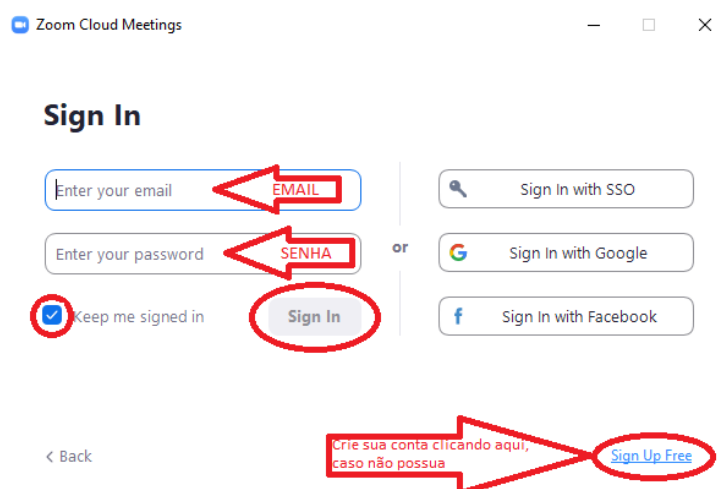 Zoom Cloud Meetings
Sign In
Enter your email
EMAIL
Enter your password
SENHA
Keep me signed in
Sign In
or
Sign In with SSO
Sign In with Google
Sign In with Facebook
< Back
Crie sua conta clicando aqui,
caso não possua
Sign Up Free